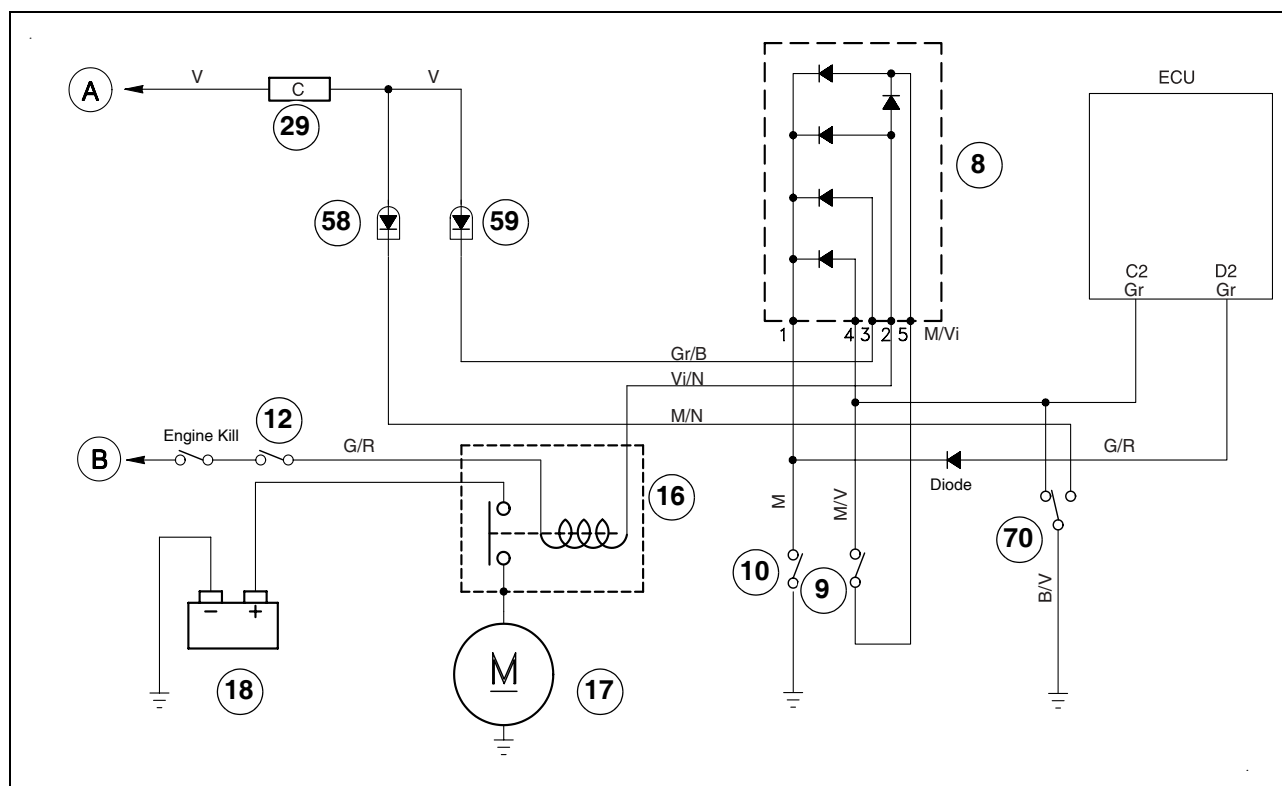 ECU
A
V
C
V
29
8
58
59
C2
D2
Gr
Gr
1
4
3
2
5
M/Vi
Gr/B
Vi/N
M/N
12
Engine Kill
B
G/R
16
G/R
Diode
M
M/V
70
10
9
B/V
-
+
M
18
17